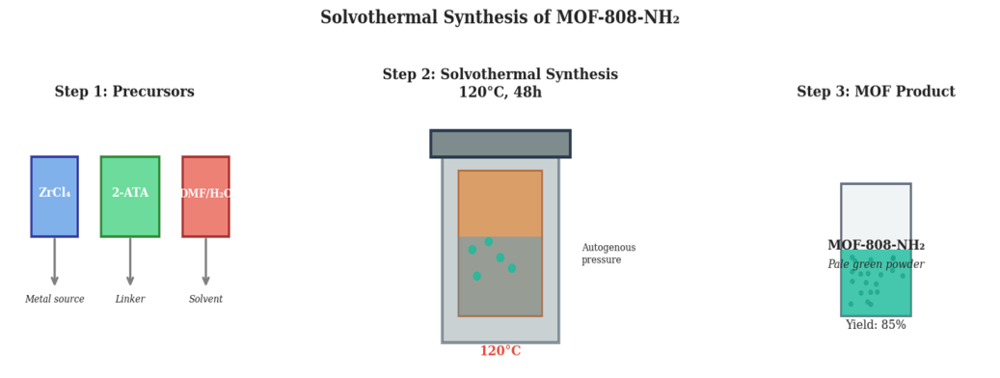 Solvothermal Synthesis of MOF-808-NH₂
Step 1: Precursors
ZrCl₄
2-ATA
DMF/H₂O
Metal source
Linker
Solvent
Step 2: Solvothermal Synthesis
120°C, 48h
Autogenous
pressure
120°C
Step 3: MOF Product
MOF-808-NH₂
Pale green powder
Yield: 85%